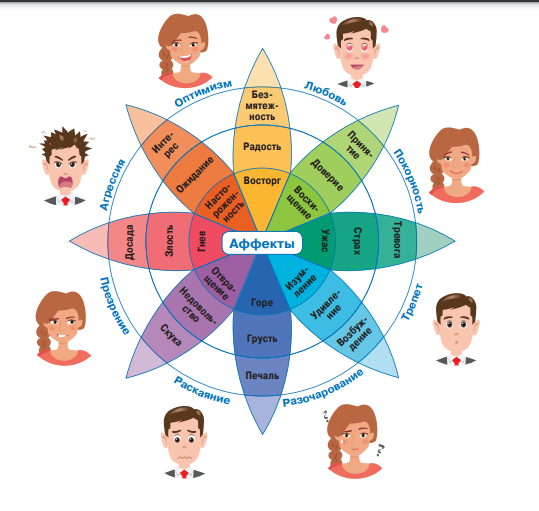 Оптимизм
Любовь
Без-
мятеж-
ность
Инте-
рес
Приня-
тие
Радость
Ожидание
Доверие
Агрессия
Покорность
Восторг
Насто-
рожен-
ность
Восхи-
щение
Досада
Злость
Гнев
Аффекты
Ужас
Страх
Тревога
Отвра-
щение
Изум-
ление
Недоволь-
ство
Горе
Удивле-
ние
Презрение
Трепет
Скука
Грусть
Возбуж-
дение
Печаль
Раскаяние
Разочарование